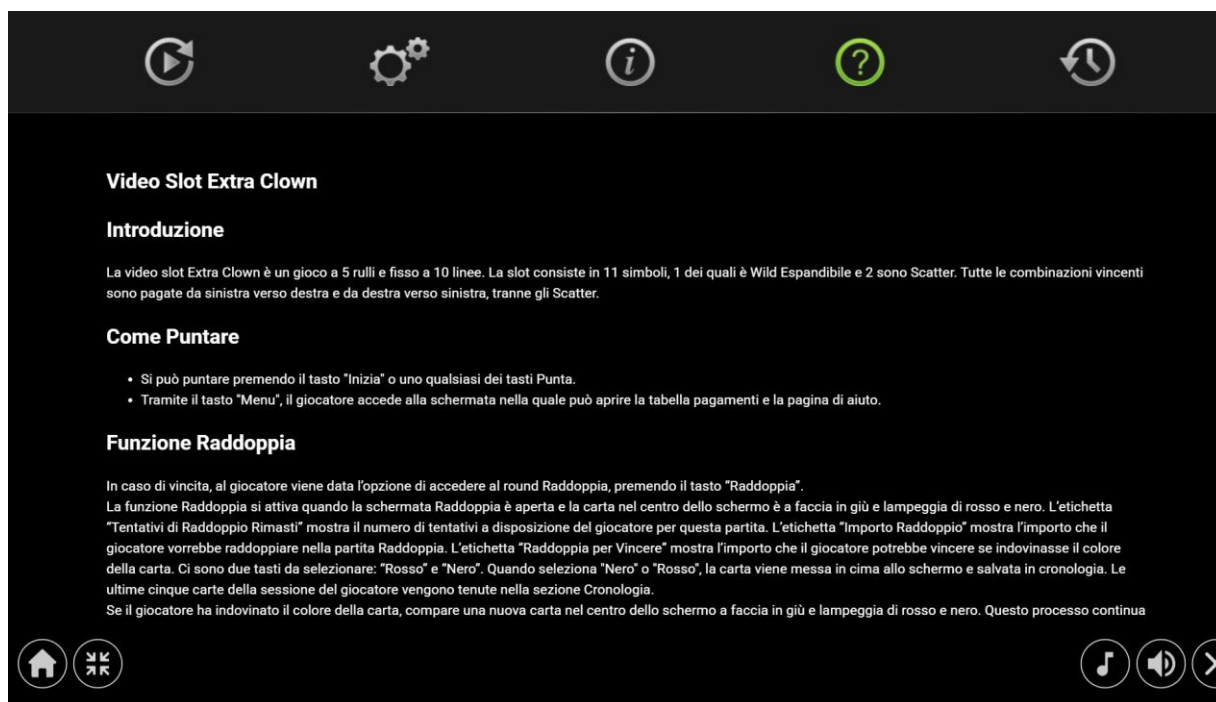 Video Slot Extra Clown
Introduzione
La video slot Extra Clown è un gioco a 5 rulli e fisso a 10 linee. La slot consiste in 11 simboli, 1 dei quali è Wild Espandibile e 2 sono Scatter. Tutte le combinazioni vincenti
sono pagate da sinistra verso destra e da destra verso sinistra, tranne gli Scatter.
Come Puntare
• Si può puntare premendo il tasto "Inizia" o uno qualsiasi dei tasti Punta.
• Tramite il tasto "Menu", il giocatore accede alla schermata nella quale può aprire la tabella pagamenti e la pagina di aiuto.
Funzione Raddoppia
In caso di vincita, al giocatore viene data l’opzione di accedere al round Raddoppia, premendo il tasto “Raddoppia”.
La funzione Raddoppia si attiva quando la schermata Raddoppia è aperta e la carta nel centro dello schermo è a faccia in giù e lampeggia di rosso e nero. L’etichetta
“Tentativi di Raddoppio Rimasti” mostra il numero di tentativi a disposizione del giocatore per questa partita. L’etichetta “Importo Raddoppio” mostra l’importo che il
giocatore vorrebbe raddoppiare nella partita Raddoppia. L’etichetta “Raddoppia per Vincere” mostra l’importo che il giocatore potrebbe vincere se indovinasse il colore
della carta. Ci sono due tasti da selezionare: “Rosso” e “Nero”. Quando seleziona "Nero" o "Rosso", la carta viene messa in cima allo schermo e salvata in cronologia. Le
ultime cinque carte della sessione del giocatore vengono tenute nella sezione Cronologia.
Se il giocatore ha indovinato il colore della carta, compare una nuova carta nel centro dello schermo a faccia in giù e lampeggia di rosso e nero. Questo processo continua